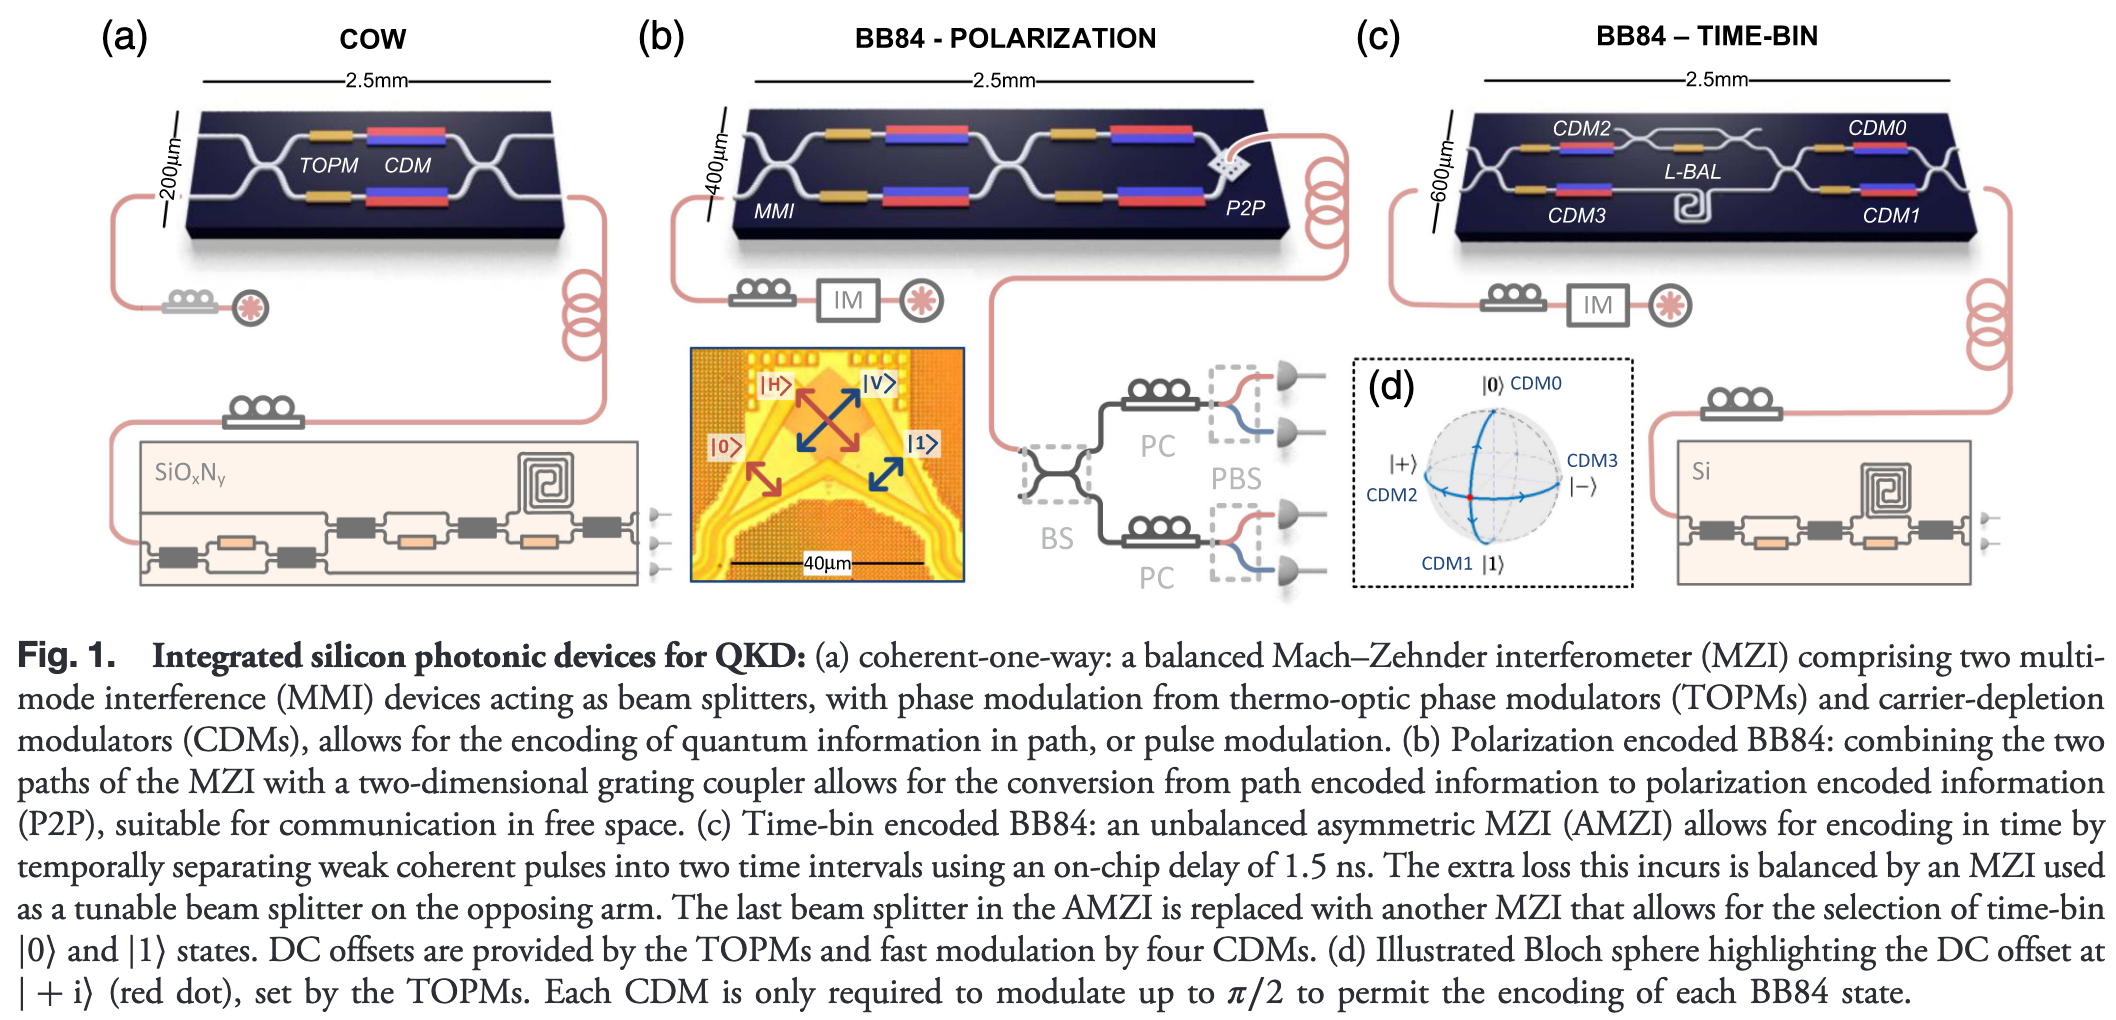 (a)
COW
2.5mm
200μm
TOPM
CDM
SiOxNy
(b)
BB84 - POLARIZATION
2.5mm
400μm
MMI
P2P
IM
|H>
|V>
|0>
|1>
40μm
BS
PC
PC
PBS
(c)
BB84 – TIME-BIN
2.5mm
600μm
CDM2
CDM0
L-BAL
CDM3
CDM1
IM
(d)
|0⟩ CDM0
|+⟩
CDM2
CDM3
|−⟩
CDM1 |1⟩
Si
Fig. 1. Integrated silicon photonic devices for QKD: (a) coherent-one-way: a balanced Mach–Zehnder interferometer (MZI) comprising two multi-
mode interference (MMI) devices acting as beam splitters, with phase modulation from thermo-optic phase modulators (TOPMs) and carrier-depletion
modulators (CDMs), allows for the encoding of quantum information in path, or pulse modulation. (b) Polarization encoded BB84: combining the two
paths of the MZI with a two-dimensional grating coupler allows for the conversion from path encoded information to polarization encoded information
(P2P), suitable for communication in free space. (c) Time-bin encoded BB84: an unbalanced asymmetric MZI (AMZI) allows for encoding in time by
temporally separating weak coherent pulses into two time intervals using an on-chip delay of 1.5 ns. The extra loss this incurs is balanced by an MZI used
as a tunable beam splitter on the opposing arm. The last beam splitter in the AMZI is replaced with another MZI that allows for the selection of time-bin
|0⟩ and |1⟩ states. DC offsets are provided by the TOPMs and fast modulation by four CDMs. (d) Illustrated Bloch sphere highlighting the DC offset at
| + i⟩ (red dot), set by the TOPMs. Each CDM is only required to modulate up to π/2 to permit the encoding of each BB84 state.